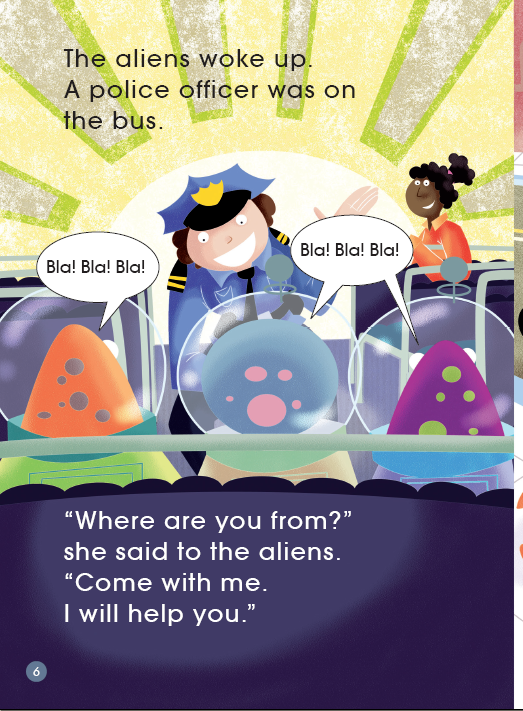 The aliens woke up.
A police officer was on
the bus.
Bla! Bla! Bla!
Bla! Bla! Bla!
“Where are you from?”
she said to the aliens.
“Come with me.
I will help you.”
6